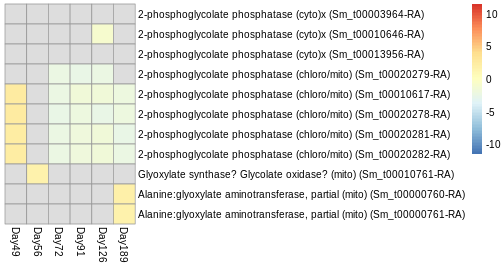 2-phosphoglycolate phosphatase (cyto)x (Sm_t00003964-RA)
2-phosphoglycolate phosphatase (cyto)x (Sm_t00010646-RA)
2-phosphoglycolate phosphatase (cyto)x (Sm_t00013956-RA)
2-phosphoglycolate phosphatase (chloro/mito) (Sm_t00020279-RA)
2-phosphoglycolate phosphatase (chloro/mito) (Sm_t00010617-RA)
2-phosphoglycolate phosphatase (chloro/mito) (Sm_t00020278-RA)
2-phosphoglycolate phosphatase (chloro/mito) (Sm_t00020281-RA)
2-phosphoglycolate phosphatase (chloro/mito) (Sm_t00020282-RA)
Glyoxylate synthase? Glycolate oxidase? (mito) (Sm_t00010761-RA)
Alanine:glyoxylate aminotransferase, partial (mito) (Sm_t00000760-RA)
Alanine:glyoxylate aminotransferase, partial (mito) (Sm_t00000761-RA)
Day49
Day56
Day72
Day91
Day126
Day189
10
5
0
-5
-10